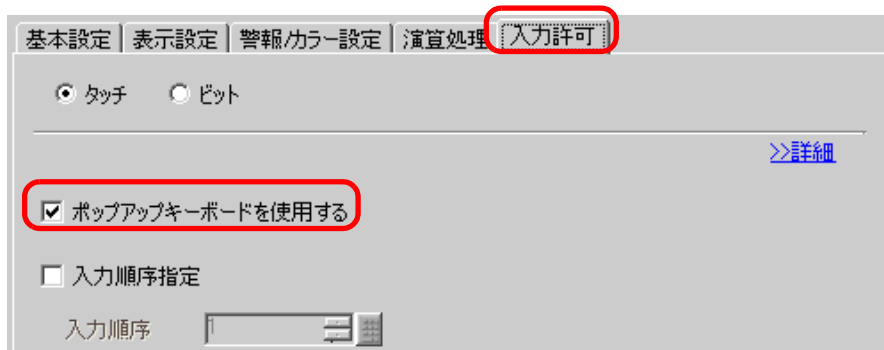 基本設定 表示設定 警報/カラー設定 演算処理 入力許可
タッチ ビット
>>詳細
ポップアップキーボードを使用する
入力順序指定
入力順序 1